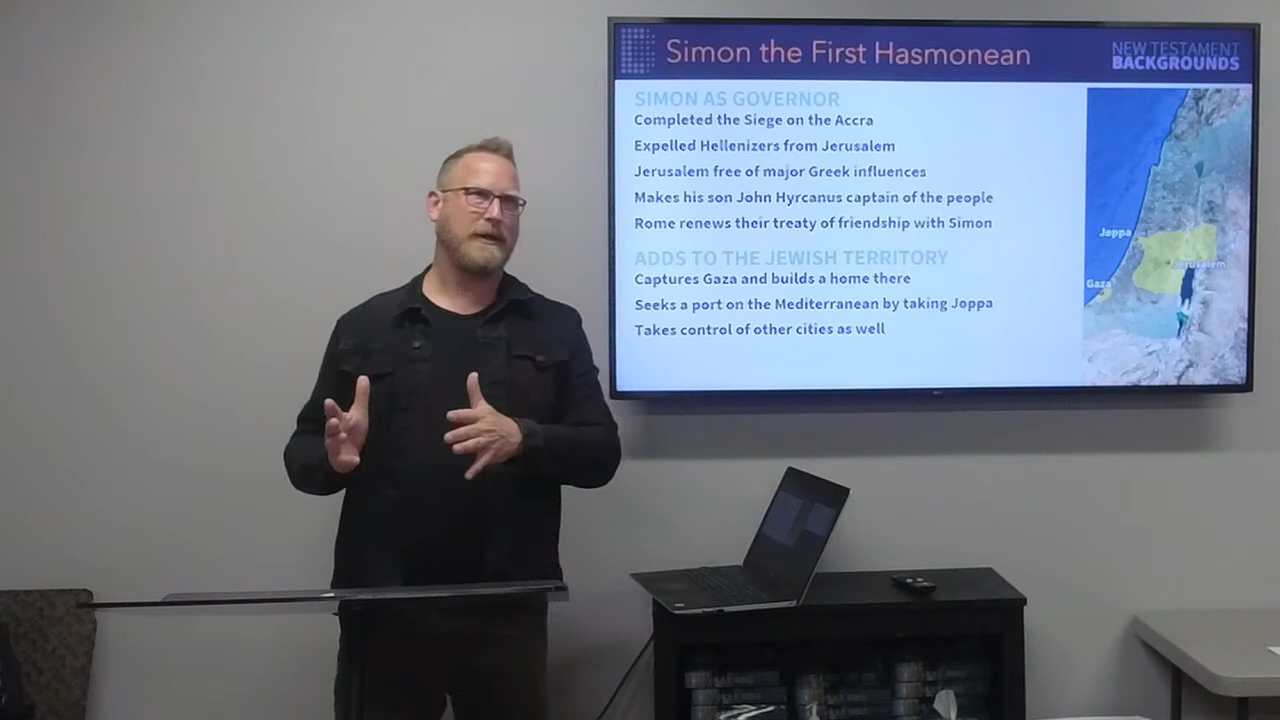 Simon the First Hasmonean
NEW TESTAMENT
BACKGROUNDS
SIMON AS GOVERNOR
Completed the Siege on the Accra
Expelled Hellenizers from Jerusalem
Jerusalem free of major Greek influences
Makes his son John Hyrcanus captain of the people
Rome renews their treaty of friendship with Simon
ADDS TO THE JEWISH TERRITORY
Captures Gaza and builds a home there
Seeks a port on the Mediterranean by taking Joppa
Takes control of other cities as well
Joppa
Jerusalem
Gaza